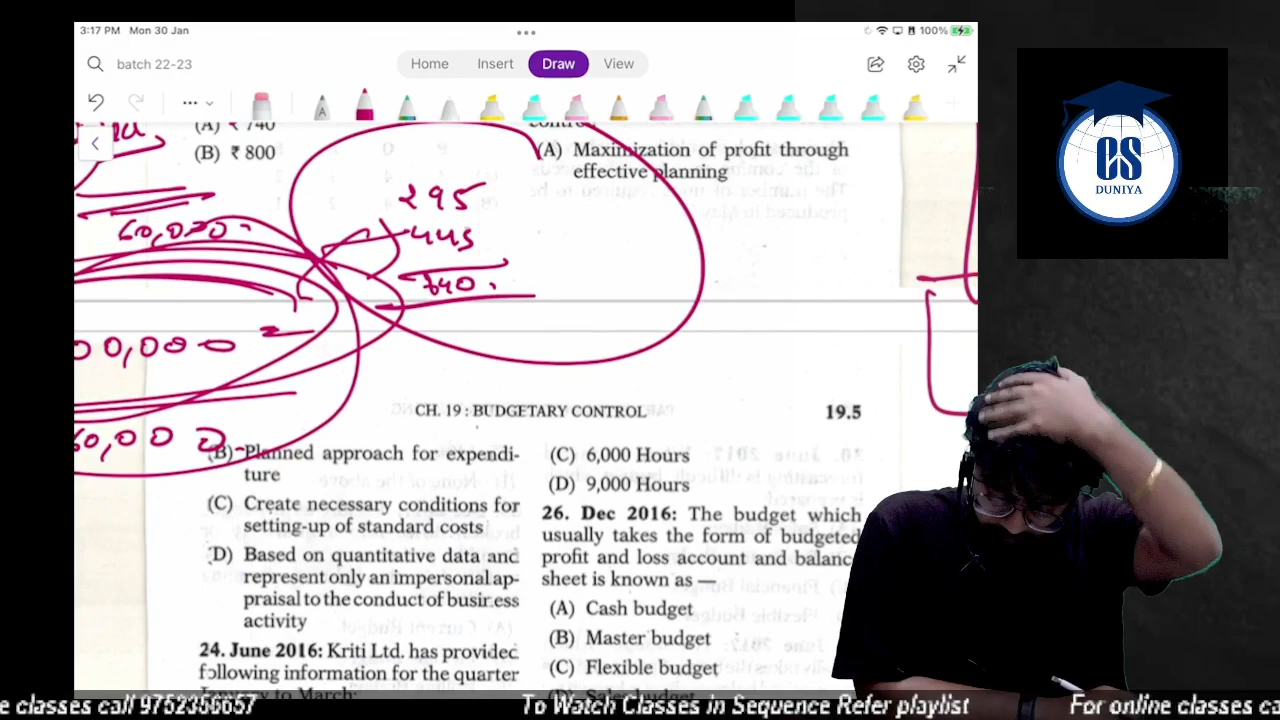 3:17 PM Mon 30 Jan
100%
batch 22-23
Home Insert Draw View
(A) ₹ 740
(B) ₹ 800
(A) Maximization of profit through
effective planning
295
445
740
60,000
00,000
60,000
CH. 19 : BUDGETARY CONTROL 19.5
(B) Planned approach for expendi-
ture
(C) Create necessary conditions for
setting-up of standard costs
(D) Based on quantitative data and
represent only an impersonal ap-
praisal to the conduct of business
activity
24. June 2016: Kriti Ltd. has provided
following information for the quarter
January to March:
(C) 6,000 Hours
(D) 9,000 Hours
26. Dec 2016: The budget which
usually takes the form of budgeted
profit and loss account and balance
sheet is known as —
(A) Cash budget
(B) Master budget
(C) Flexible budget
(D) Sales budget
CS
DUNIYA
e classes call 9752356057 To Watch Classes in Sequence Refer playlist For online classes ca